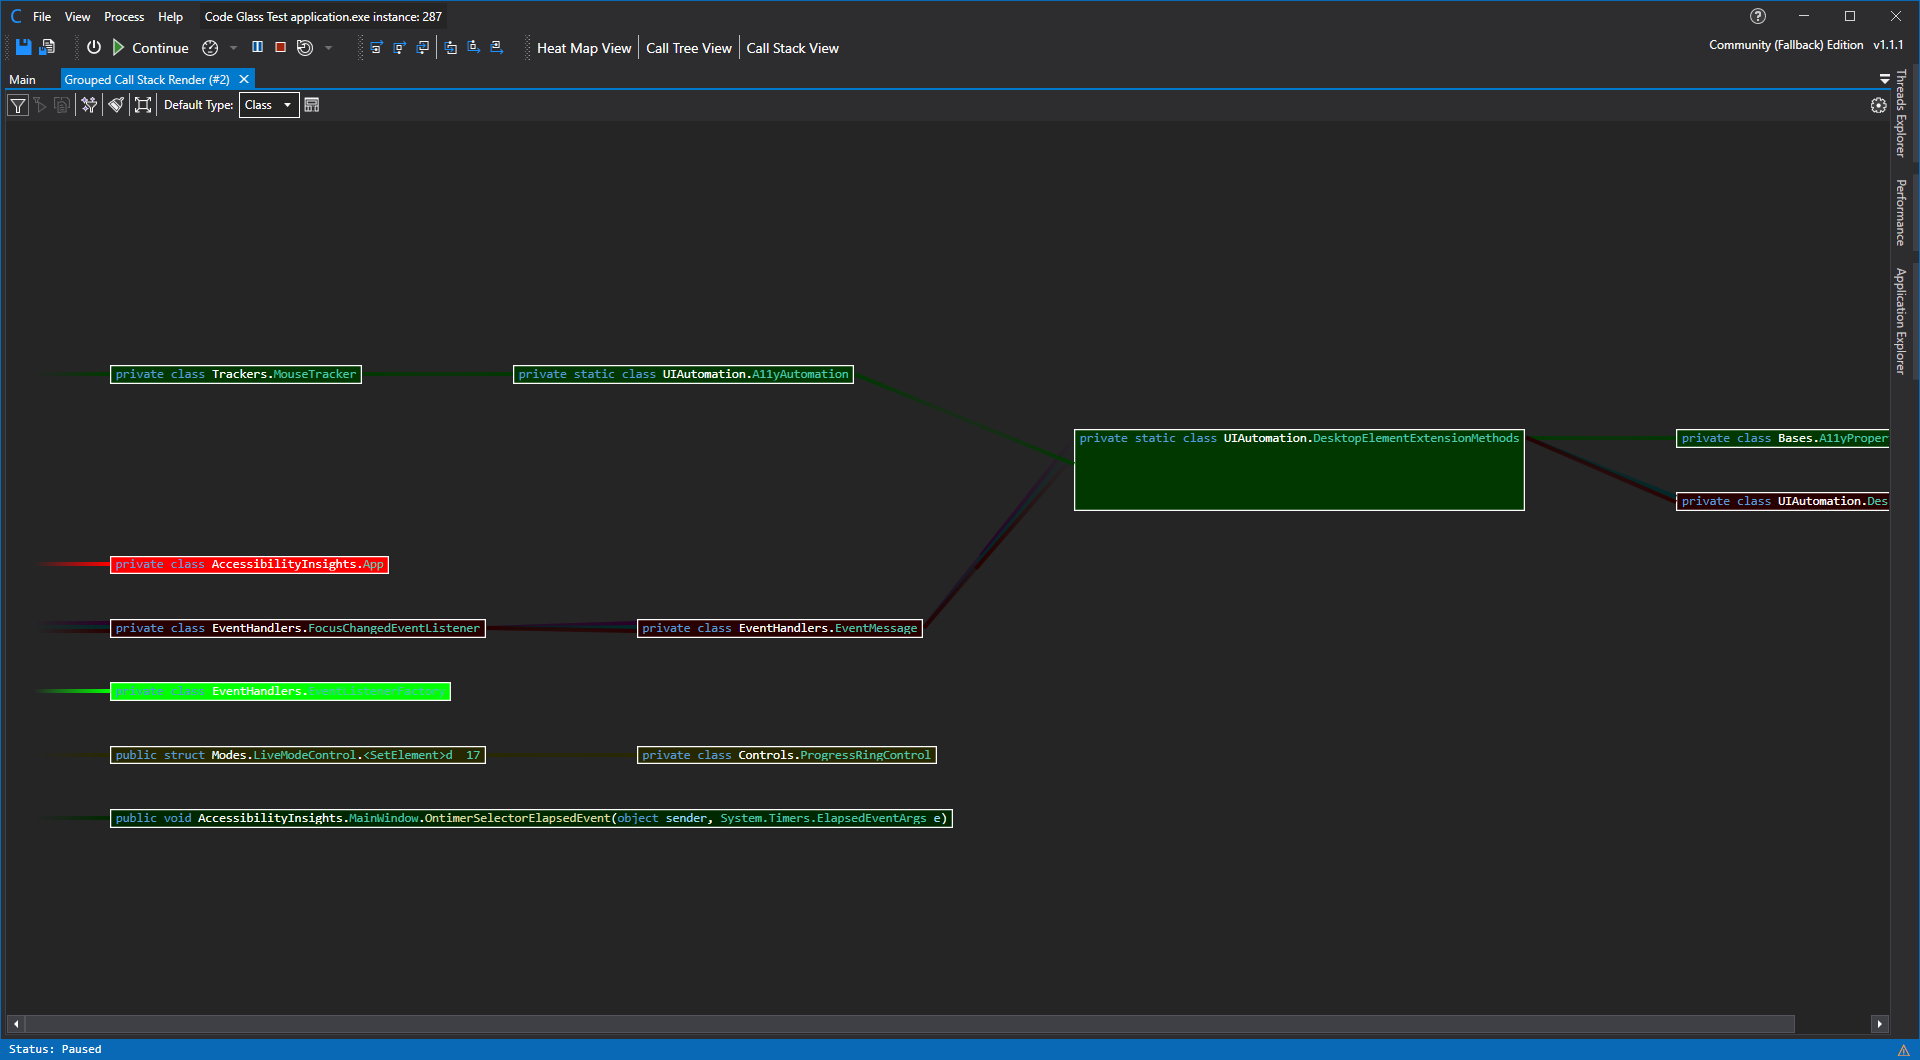 C File View Process Help Code Glass Test application.exe instance: 287
Continue Heat Map View Call Tree View Call Stack View Community (Fallback) Edition v1.1.1
Main Grouped Call Stack Render (#2)
Default Type: Class
Threads Explorer
Performance
Application Explorer
private class Trackers.MouseTracker
private static class UIAutomation.A11yAutomation
private static class UIAutomation.DesktopElementExtensionMethods
private class Bases.A11yProper
private class UIAutomation.Des
private class AccessibilityInsights.App
private class EventHandlers.FocusChangedEventListener
private class EventHandlers.EventMessage
private class EventHandlers.EventListenerFactory
public struct Modes.LiveModeControl.<SetElement>d 17
private class Controls.ProgressRingControl
public void AccessibilityInsights.MainWindow.OntimerSelectorElapsedEvent(object sender, System.Timers.ElapsedEventArgs e)
Status: Paused